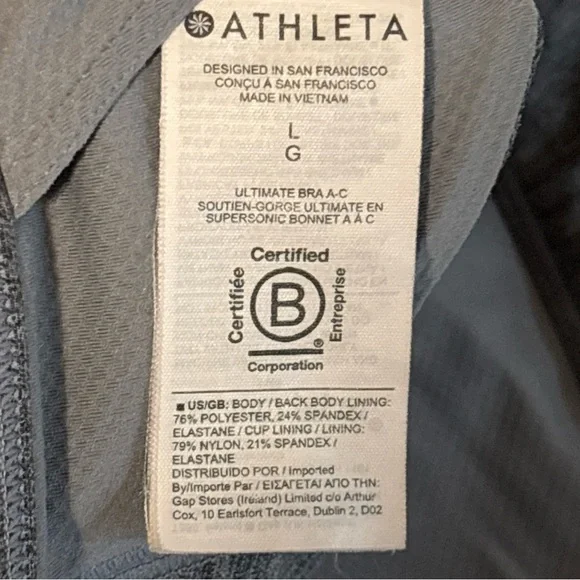 ATHLETA
DESIGNED IN SAN FRANCISCO
CONÇU À SAN FRANCISCO
MADE IN VIETNAM
L
G
ULTIMATE BRA A-C
SOUTIEN-GORGE ULTIMATE EN
SUPERSONIC BONNET A À C
Certified
Certifiée
B
Entreprise
®
Corporation
■ US/GB: BODY / BACK BODY LINING:
76% POLYESTER, 24% SPANDEX /
ELASTANE / CUP LINING / LINING:
79% NYLON, 21% SPANDEX /
ELASTANE
DISTRIBUIDO POR / Imported
By/Importe Par / ΕΙΣΑΓΕΤΑΙ ΑΠΟ ΤΗΝ:
Gap Stores (Ireland) Limited c/o Arthur
Cox, 10 Earlsfort Terrace, Dublin 2, D02